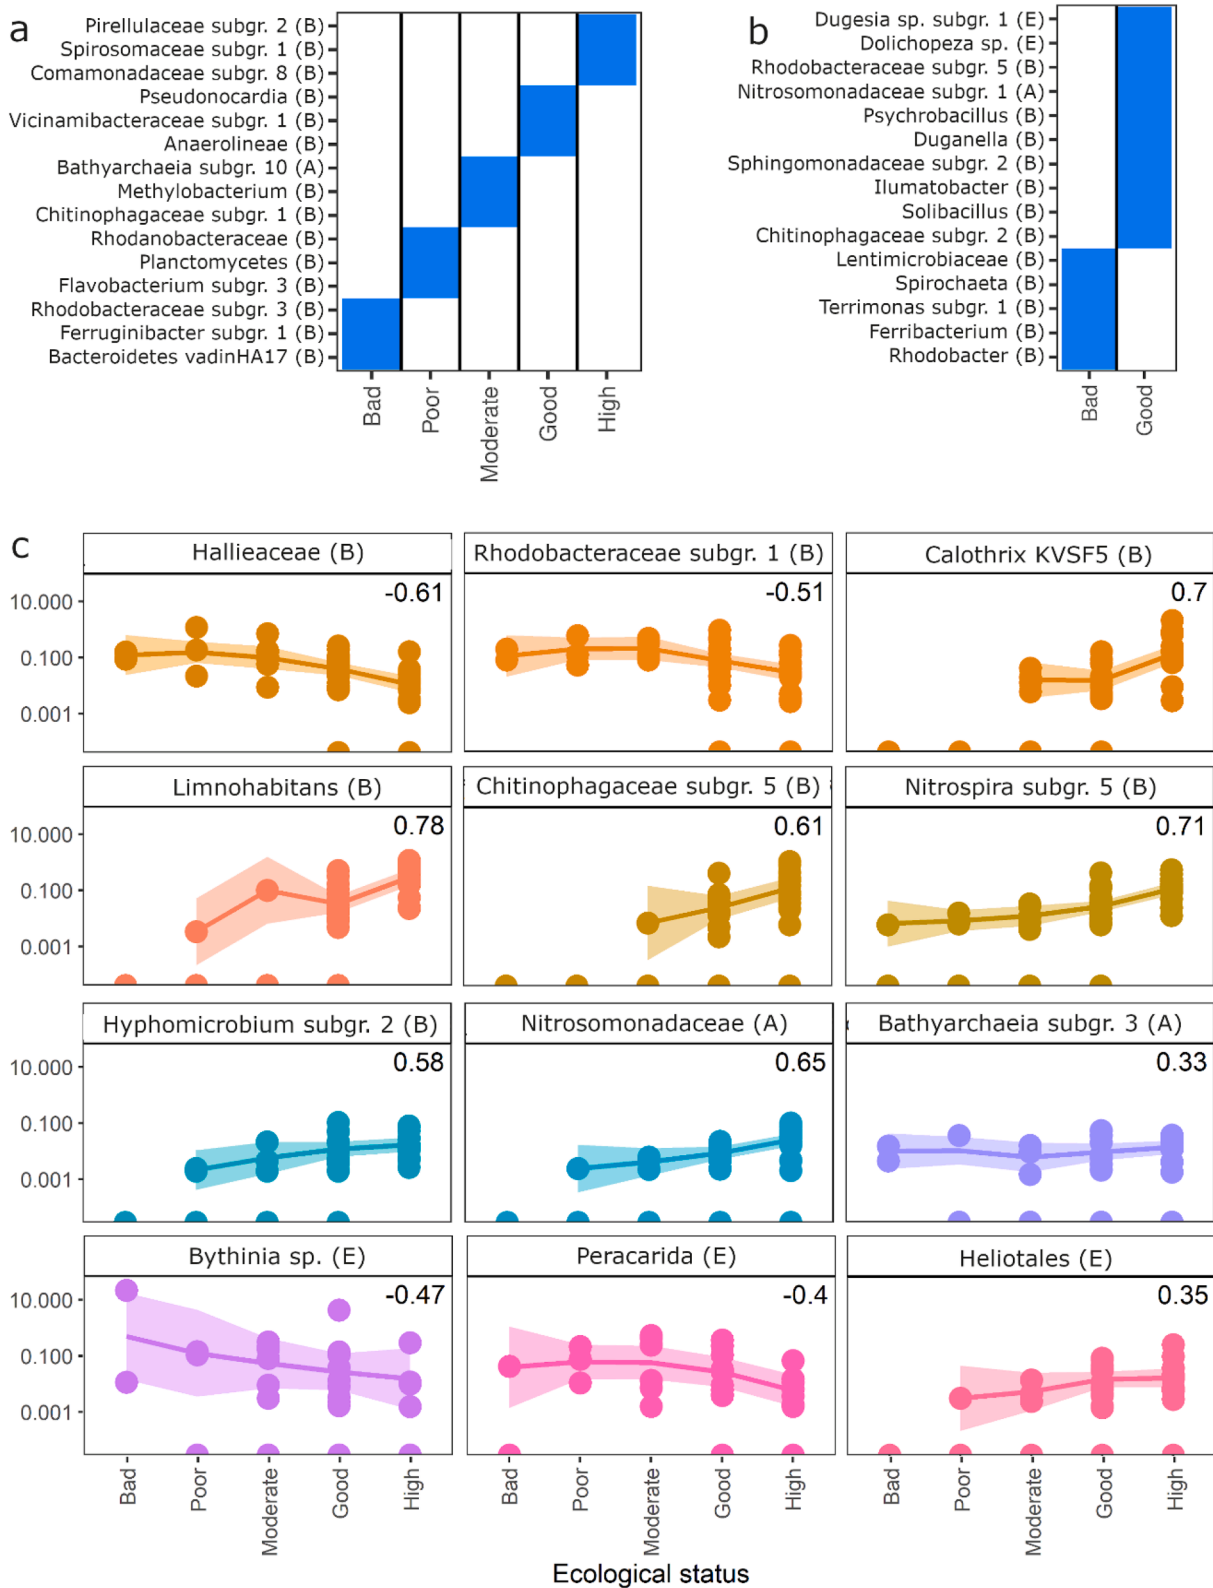 a
Pirellulaceae subgr. 2 (B)
Spirosomaceae subgr. 1 (B)
Comamonadaceae subgr. 8 (B)
Pseudonocardia (B)
Vicinamibacteraceae subgr. 1 (B)
Anaerolineae (B)
Bathyarchaeia subgr. 10 (A)
Methylobacterium (B)
Chitinophagaceae subgr. 1 (B)
Rhodanobacteraceae (B)
Planctomycetes (B)
Flavobacterium subgr. 3 (B)
Rhodobacteraceae subgr. 3 (B)
Ferruginibacter subgr. 1 (B)
Bacteroidetes vadinHA17 (B)
Bad
Poor
Moderate
Good
High
b
Dugesia sp. subgr. 1 (E)
Dolichopeza sp. (E)
Rhodobacteraceae subgr. 5 (B)
Nitrosomonadaceae subgr. 1 (A)
Psychrobacillus (B)
Duganella (B)
Sphingomonadaceae subgr. 2 (B)
Ilumatobacter (B)
Solibacillus (B)
Chitinophagaceae subgr. 2 (B)
Lentimicrobiaceae (B)
Spirochaeta (B)
Terrimonas subgr. 1 (B)
Ferribacterium (B)
Rhodobacter (B)
Bad
Good
c
Hallieaceae (B)
Rhodobacteraceae subgr. 1 (B)
Calothrix KVSF5 (B)
10.000
0.100
0.001
-0.61
-0.51
0.7
Limnohabitans (B)
Chitinophagaceae subgr. 5 (B)
Nitrospira subgr. 5 (B)
10.000
0.100
0.001
0.78
0.61
0.71
Hyphomicrobium subgr. 2 (B)
Nitrosomonadaceae (A)
Bathyarchaeia subgr. 3 (A)
10.000
0.100
0.001
0.58
0.65
0.33
Bythinia sp. (E)
Peracarida (E)
Heliotales (E)
10.000
0.100
0.001
-0.47
-0.4
0.35
Bad
Poor
Moderate
Good
High
Bad
Poor
Moderate
Good
High
Bad
Poor
Moderate
Good
High
Ecological status